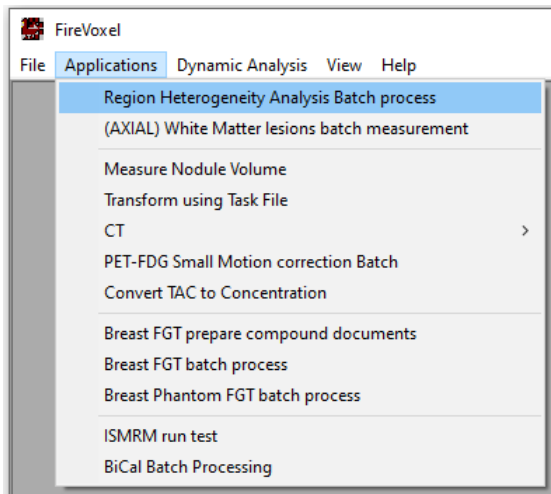 FireVoxel
File Applications Dynamic Analysis View Help
Region Heterogeneity Analysis Batch process
(AXIAL) White Matter lesions batch measurement
Measure Nodule Volume
Transform using Task File
CT
PET-FDG Small Motion correction Batch
Convert TAC to Concentration
Breast FGT prepare compound documents
Breast FGT batch process
Breast Phantom FGT batch process
ISMRM run test
BiCal Batch Processing